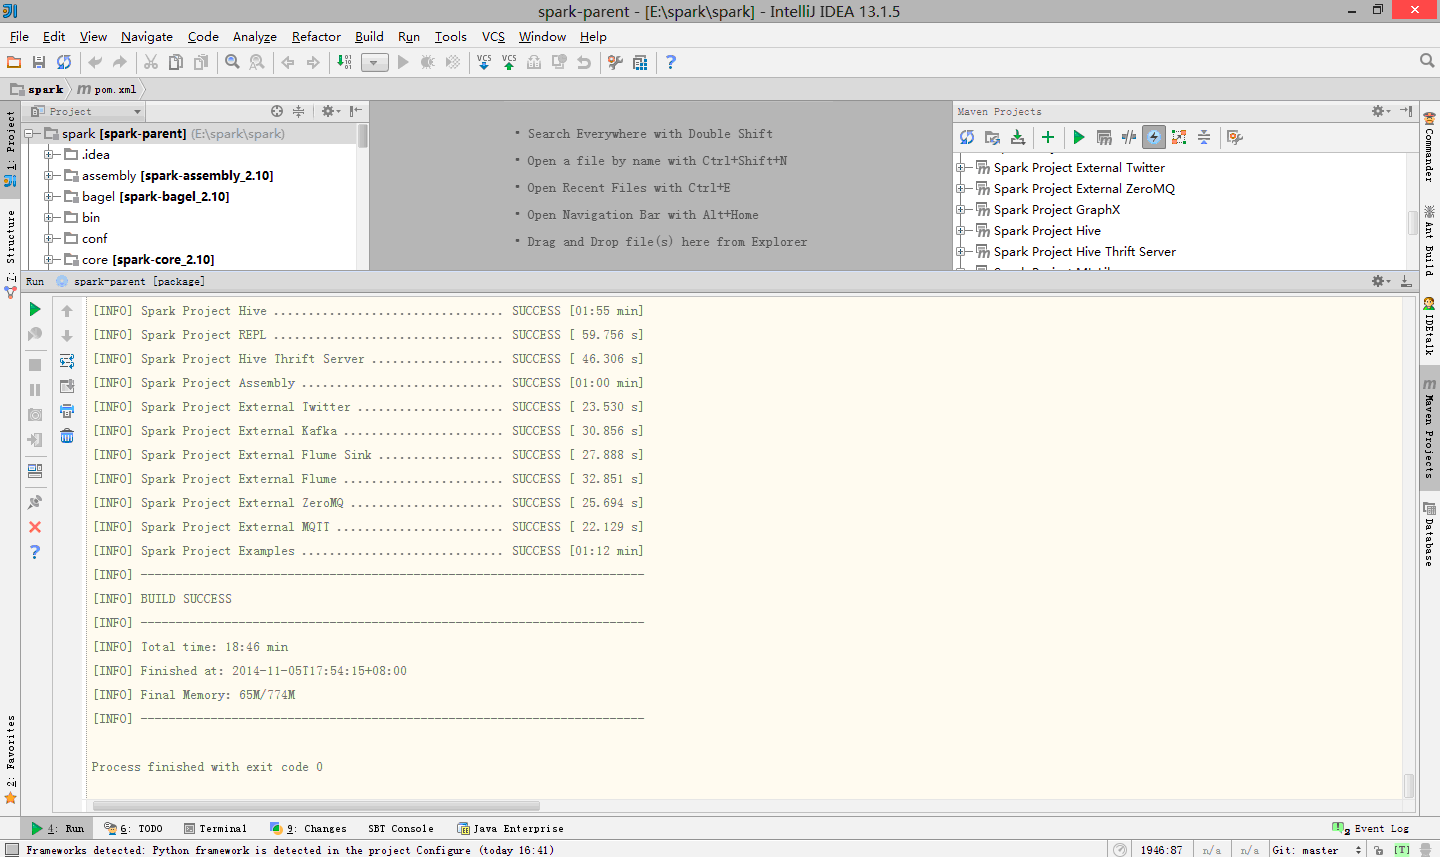 spark-parent - [E:\spark\spark] - IntelliJ IDEA 13.1.5
File Edit View Navigate Code Analyze Refactor Build Run Tools VCS Window Help
spark pom.xml
Project
spark [spark-parent] (E:\spark\spark)
.idea
assembly [spark-assembly_2.10]
bagel [spark-bagel_2.10]
bin
conf
core [spark-core_2.10]
• Search Everywhere with Double Shift
• Open a file by name with Ctrl+Shift+N
• Open Recent Files with Ctrl+E
• Open Navigation Bar with Alt+Home
• Drag and Drop file(s) here from Explorer
Maven Projects
Spark Project External Twitter
Spark Project External ZeroMQ
Spark Project GraphX
Spark Project Hive
Spark Project Hive Thrift Server
1: Project
7: Structure
2: Favorites
Commander
Ant Build
IDEtalk
Maven Projects
Database
Run spark-parent [package]
[INFO] Spark Project Hive ................................. SUCCESS [01:55 min]
[INFO] Spark Project REPL ................................. SUCCESS [ 59.756 s]
[INFO] Spark Project Hive Thrift Server ................... SUCCESS [ 46.306 s]
[INFO] Spark Project Assembly ............................. SUCCESS [01:00 min]
[INFO] Spark Project External Twitter ..................... SUCCESS [ 23.530 s]
[INFO] Spark Project External Kafka ....................... SUCCESS [ 30.856 s]
[INFO] Spark Project External Flume Sink .................. SUCCESS [ 27.888 s]
[INFO] Spark Project External Flume ....................... SUCCESS [ 32.851 s]
[INFO] Spark Project External ZeroMQ ...................... SUCCESS [ 25.694 s]
[INFO] Spark Project External MQTT ........................ SUCCESS [ 22.129 s]
[INFO] Spark Project Examples ............................. SUCCESS [01:12 min]
[INFO] ------------------------------------------------------------------------
[INFO] BUILD SUCCESS
[INFO] ------------------------------------------------------------------------
[INFO] Total time: 18:46 min
[INFO] Finished at: 2014-11-05T17:54:15+08:00
[INFO] Final Memory: 65M/774M
[INFO] ------------------------------------------------------------------------
Process finished with exit code 0
4: Run 6: TODO Terminal 9: Changes SBT Console Java Enterprise 2 Event Log
Frameworks detected: Python framework is detected in the project Configure (today 16:41) 1946:87 n/a n/a Git: master [T]